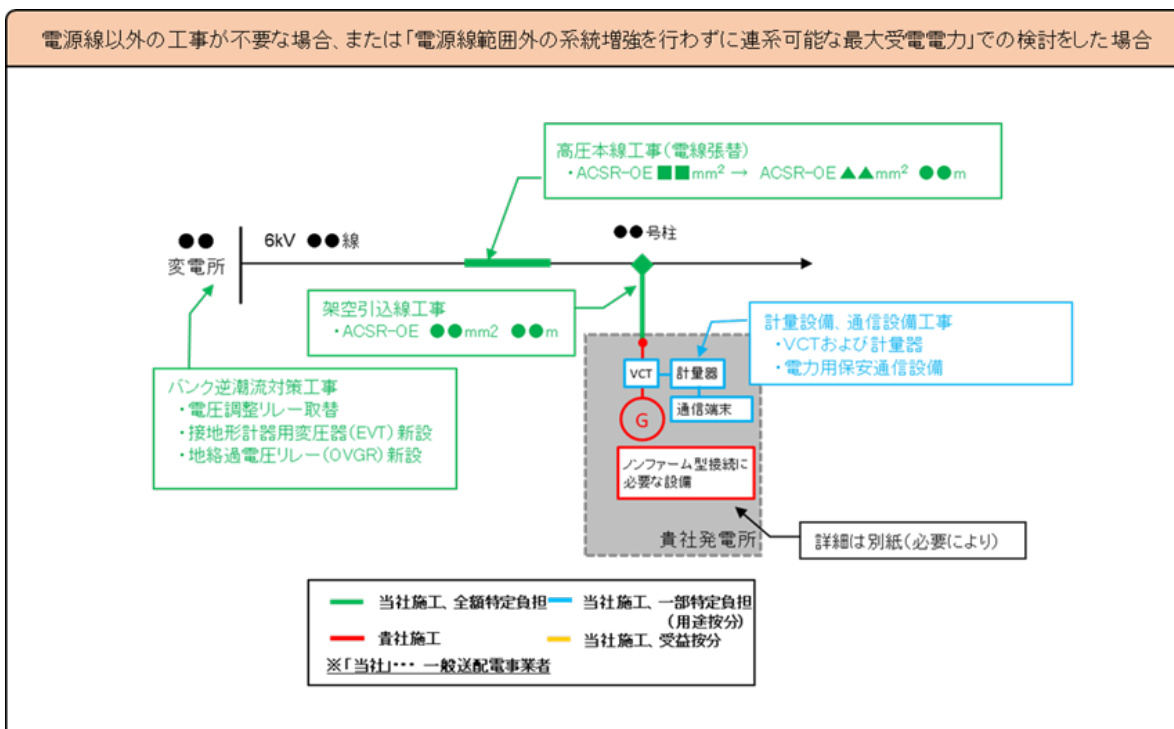 電源線以外の工事が不要な場合、または「電源線範囲外の系統増強を行わずに連系可能な最大受電電力」での検討をした場合
高圧本線工事(電線張替)
・ACSR-OE ■■mm² → ACSR-OE ▲▲mm² ●●m
●●
変電所
6kV ●●線
●●号柱
架空引込線工事
・ACSR-OE ●●mm2 ●●m
計量設備、通信設備工事
・VCTおよび計量器
・電力用保安通信設備
バンク逆潮流対策工事
・電圧調整リレー取替
・接地形計器用変圧器(EVT)新設
・地絡過電圧リレー(OVGR)新設
VCT
計量器
通信端末
G
ノンファーム型接続に
必要な設備
貴社発電所
詳細は別紙(必要により)
当社施工、全額特定負担
当社施工、一部特定負担
(用途按分)
貴社施工
当社施工、受益按分
※「当社」・・・ 一般送配電事業者